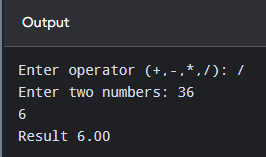 Output
Enter operator (+,-,*,/): /
Enter two numbers: 36
6
Result 6.00